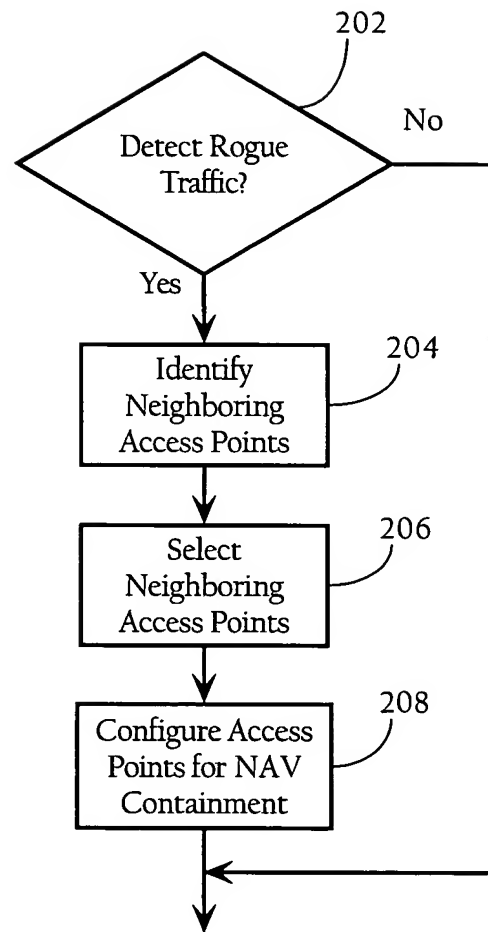 202
No
Detect Rogue
Traffic?
Yes
204
Identify
Neighboring
Access Points
206
Select
Neighboring
Access Points
208
Configure Access
Points for NAV
Containment